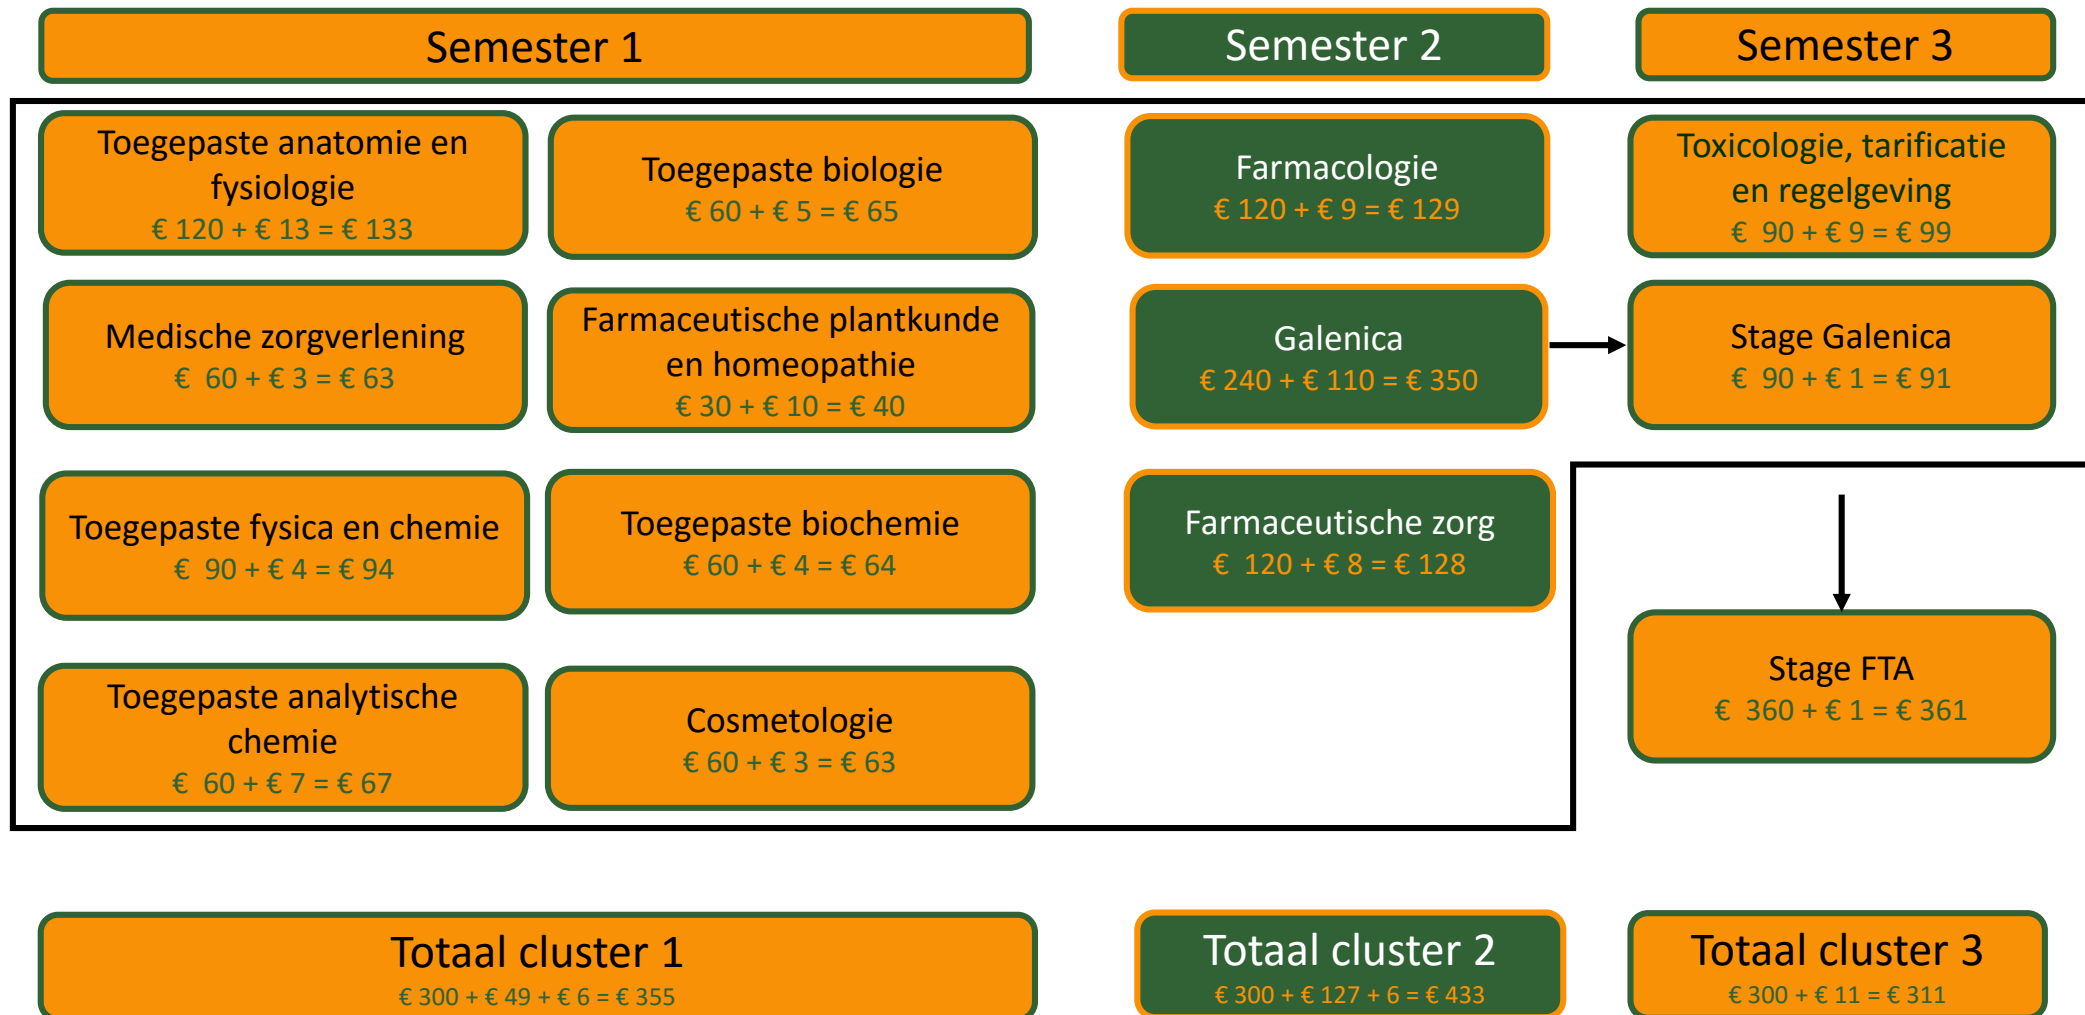 Semester 1
Semester 2
Semester 3
Toegepaste anatomie en
fysiologie
€ 120 + € 13 = € 133
Toegepaste biologie
€ 60 + € 5 = € 65
Farmacologie
€ 120 + € 9 = € 129
Toxicologie, tarificatie
en regelgeving
€ 90 + € 9 = € 99
Medische zorgverlening
€ 60 + € 3 = € 63
Farmaceutische plantkunde
en homeopathie
€ 30 + € 10 = € 40
Galenica
€ 240 + € 110 = € 350
Stage Galenica
€ 90 + € 1 = € 91
Toegepaste fysica en chemie
€ 90 + € 4 = € 94
Toegepaste biochemie
€ 60 + € 4 = € 64
Farmaceutische zorg
€ 120 + € 8 = € 128
Toegepaste analytische
chemie
€ 60 + € 7 = € 67
Cosmetologie
€ 60 + € 3 = € 63
Stage FTA
€ 360 + € 1 = € 361
Totaal cluster 1
€ 300 + € 49 + € 6 = € 355
Totaal cluster 2
€ 300 + € 127 + 6 = € 433
Totaal cluster 3
€ 300 + € 11 = € 311